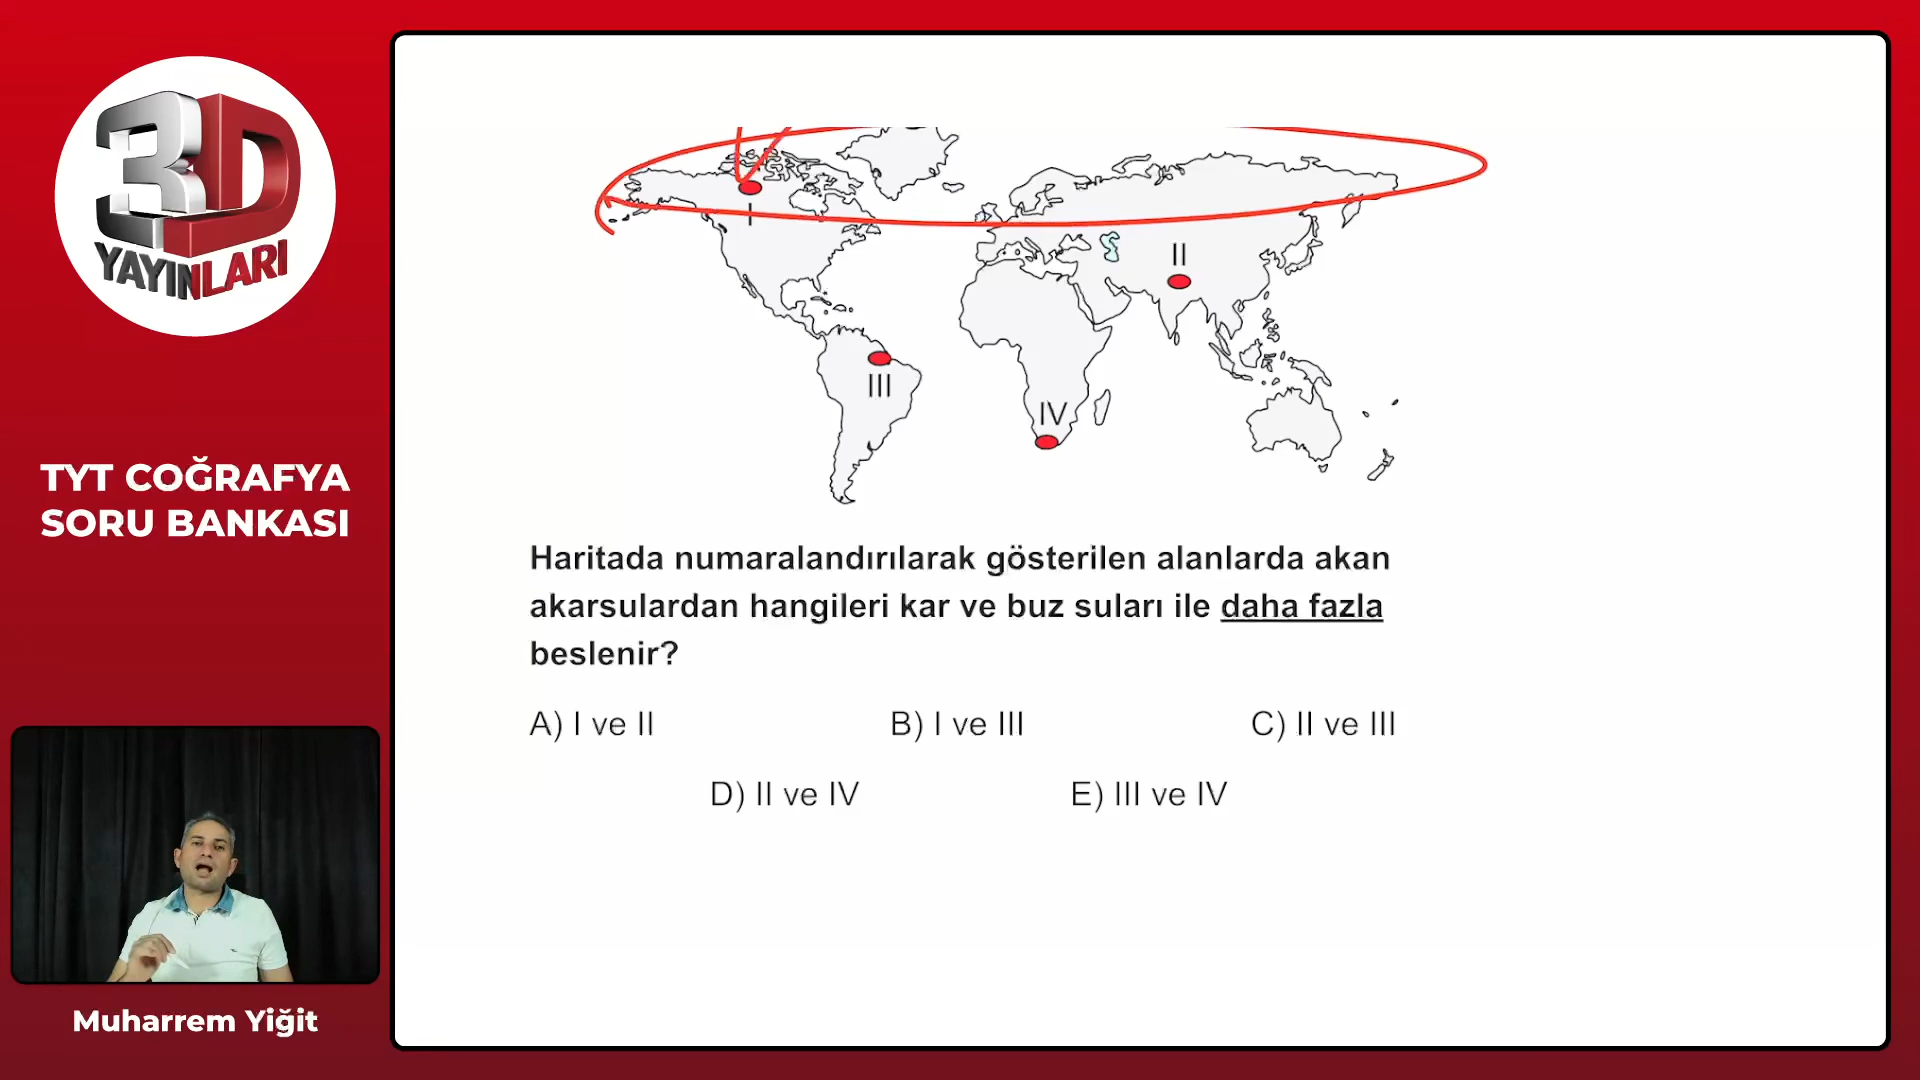 3D
YAYINLARI
TYT COĞRAFYA
SORU BANKASI
Muharrem Yiğit
I
II
III
IV
Haritada numaralandırılarak gösterilen alanlarda akan
akarsulardan hangileri kar ve buz suları ile daha fazla
beslenir?
A) I ve II B) I ve III C) II ve III
D) II ve IV E) III ve IV